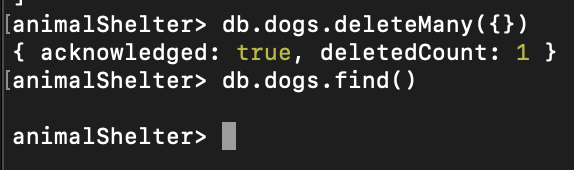 [animalShelter> db.dogs.deleteMany({})
{ acknowledged: true, deletedCount: 1 }
[animalShelter> db.dogs.find()
animalShelter>